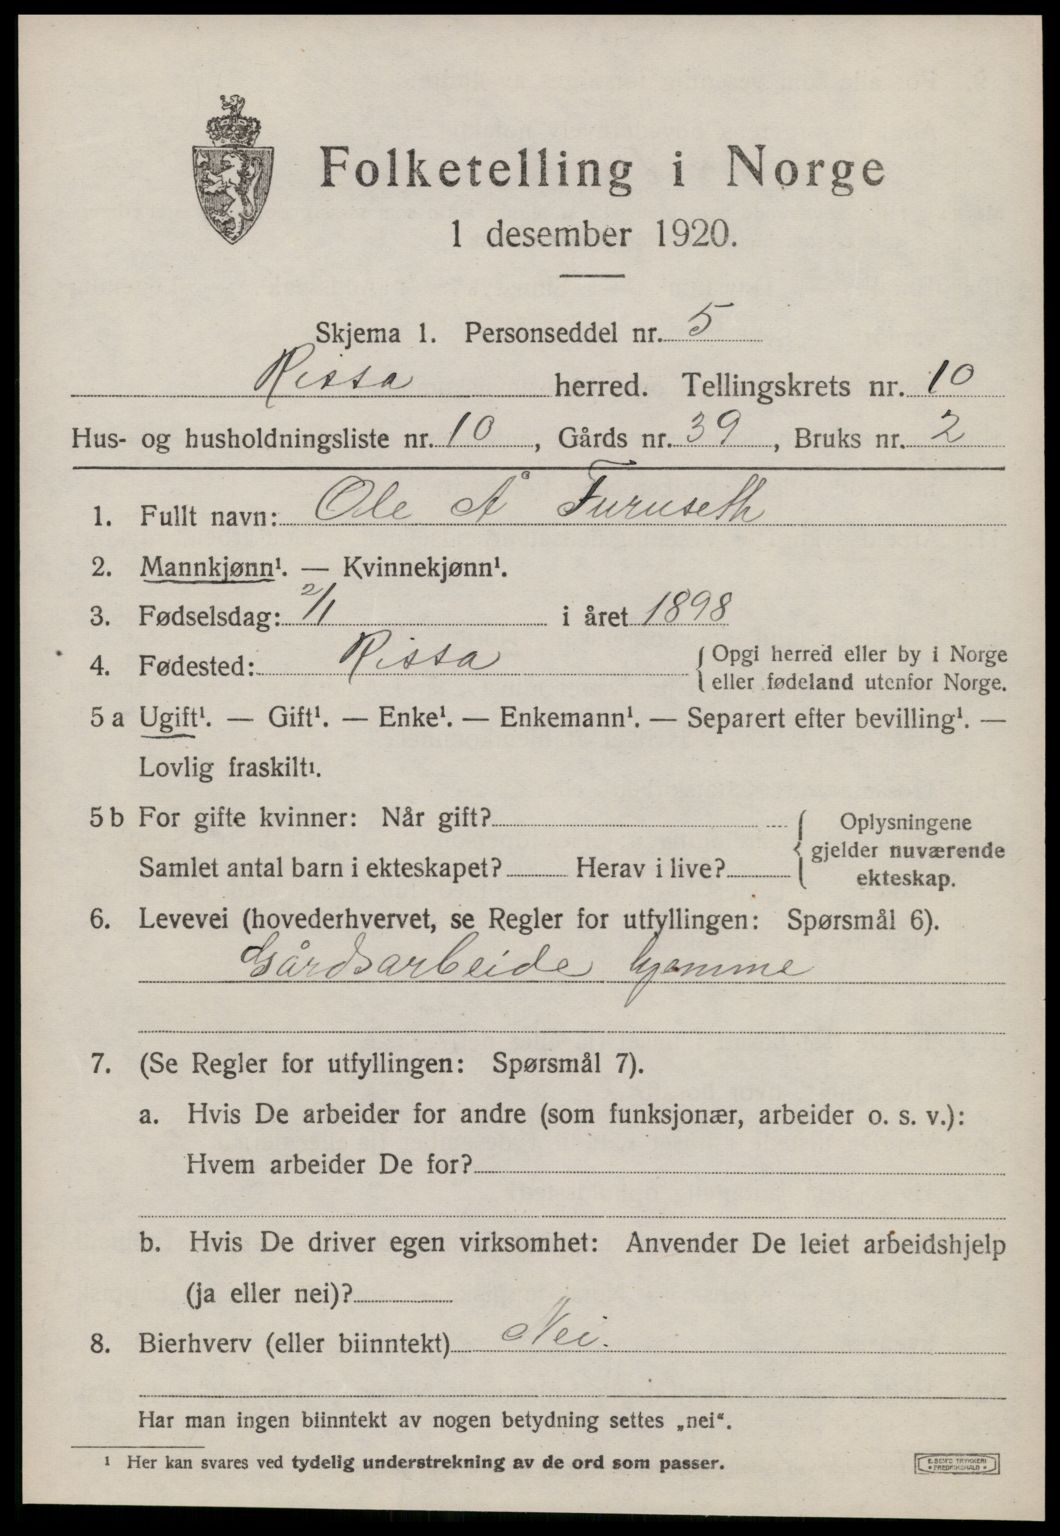 Folketelling i Norge
1 desember 1920.
Skjema 1. Personseddel nr. 5
Rissa herred. Tellingskrets nr. 10
Hus- og husholdningsliste nr. 10, Gårds nr. 39, Bruks nr. 2
1. Fullt navn: Ole Å Furuseth
2. Mannkjønn¹. — Kvinnekjønn¹.
3. Fødselsdag: 2/1 i året 1898
4. Fødested: Rissa {Opgi herred eller by i Norge
eller fødeland utenfor Norge.
5 a Ugift¹. — Gift¹. — Enke¹. — Enkemann¹. — Separert efter bevilling¹. —
Lovlig fraskilt¹.
5 b For gifte kvinner: Når gift? { Oplysningene
gjelder nuværende
Samlet antal barn i ekteskapet? Herav i live?
ekteskap.
6. Levevei (hovederhvervet, se Regler for utfyllingen: Spørsmål 6).
Gårdsarbeide hjemme
7. (Se Regler for utfyllingen: Spørsmål 7).
a. Hvis De arbeider for andre (som funksjonær, arbeider o. s. v.):
Hvem arbeider De for?
b. Hvis De driver egen virksomhet: Anvender De leiet arbeidshjelp
(ja eller nei)?
8. Bierhverv (eller biinntekt) Nei.
Har man ingen biinntekt av nogen betydning settes „nei“.
¹ Her kan svares ved tydelig understrekning av de ord som passer.
E. SEM'S TRYKKERI
FREDRIKSHALD